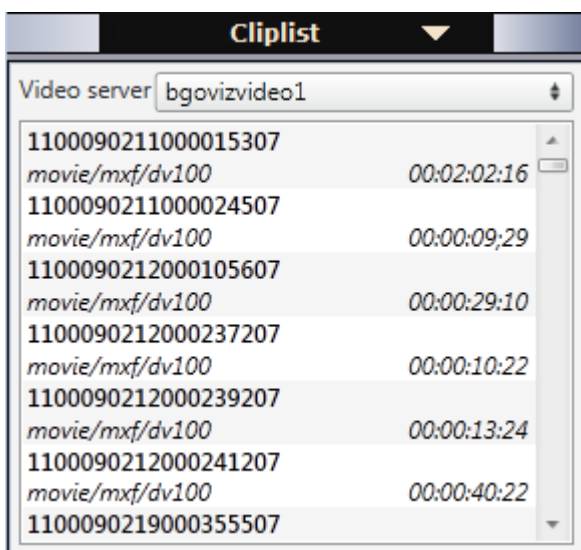 Cliplist
Video server bgovizvideo1
1100090211000015307
movie/mxf/dv100 00:02:02:16
1100090211000024507
movie/mxf/dv100 00:00:09;29
1100090212000105607
movie/mxf/dv100 00:00:29:10
1100090212000237207
movie/mxf/dv100 00:00:10:22
1100090212000239207
movie/mxf/dv100 00:00:13:24
1100090212000241207
movie/mxf/dv100 00:00:40:22
1100090219000355507